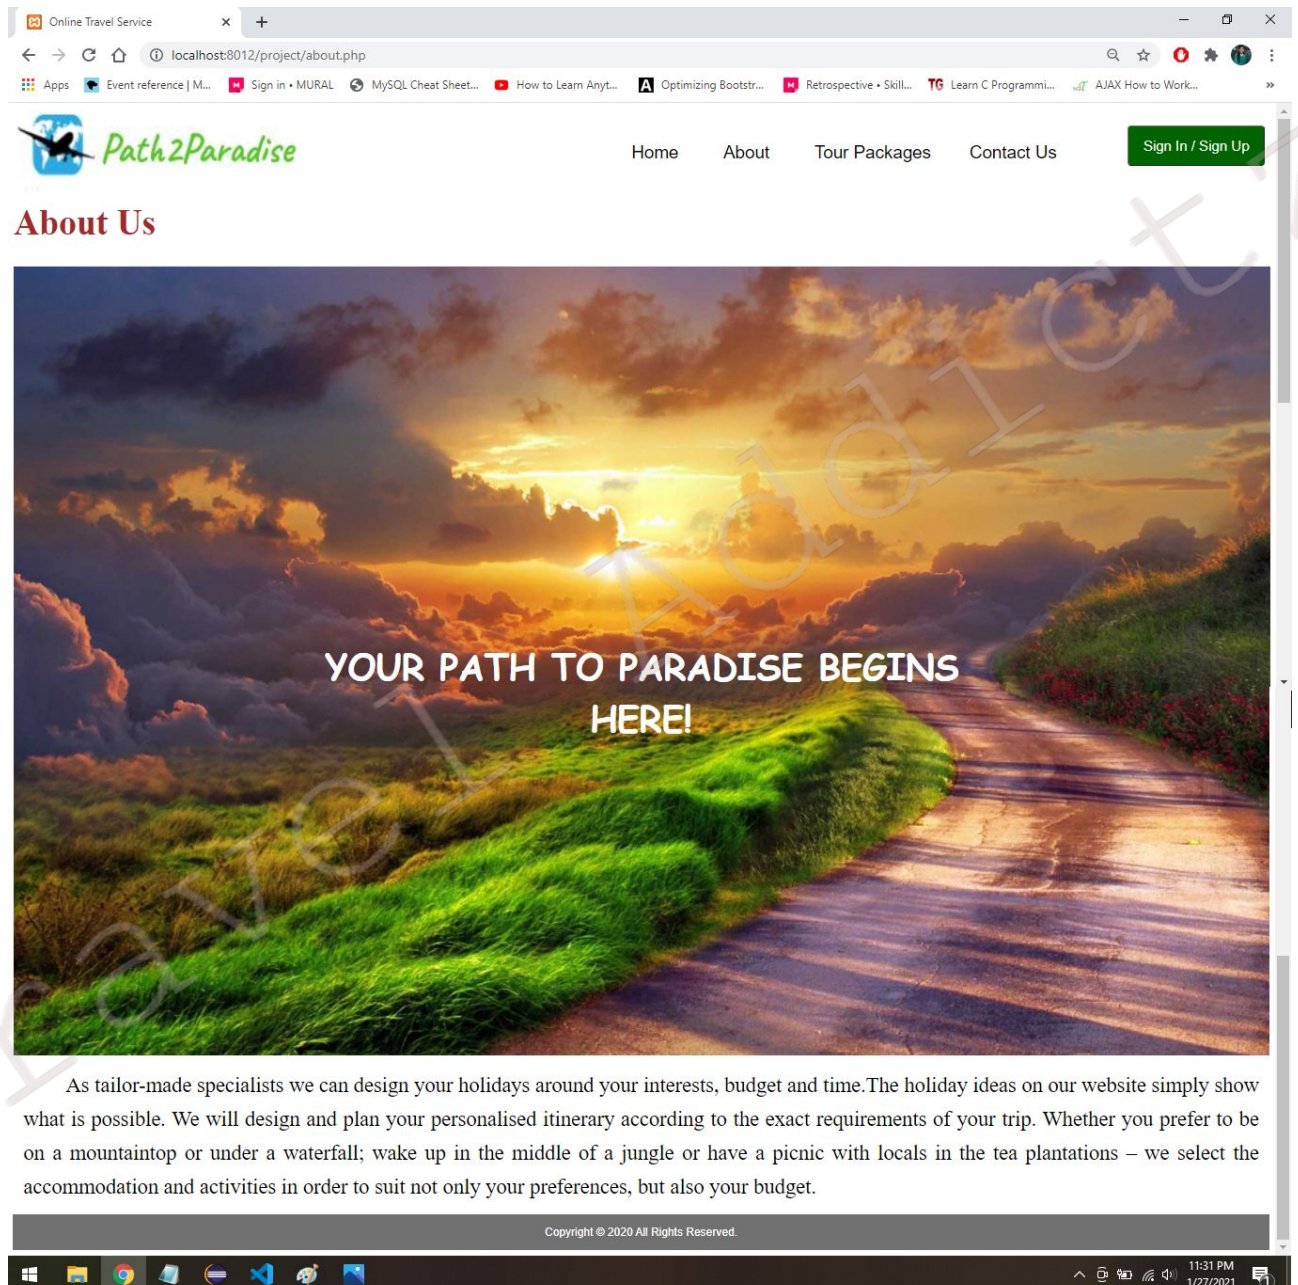 Online Travel Service
localhost:8012/project/about.php
Apps Event reference | M... Sign in • MURAL MySQL Cheat Sheet... How to Learn Anyt... Optimizing Bootstr... Retrospective • Skill... TG Learn C Programmi... AJAX How to Work... »
Path2Paradise Home About Tour Packages Contact Us Sign In / Sign Up
About Us
YOUR PATH TO PARADISE BEGINS
HERE!
As tailor-made specialists we can design your holidays around your interests, budget and time.The holiday ideas on our website simply show
what is possible. We will design and plan your personalised itinerary according to the exact requirements of your trip. Whether you prefer to be
on a mountaintop or under a waterfall; wake up in the middle of a jungle or have a picnic with locals in the tea plantations – we select the
accommodation and activities in order to suit not only your preferences, but also your budget.
Copyright © 2020 All Rights Reserved.
11:31 PM
1/27/2021